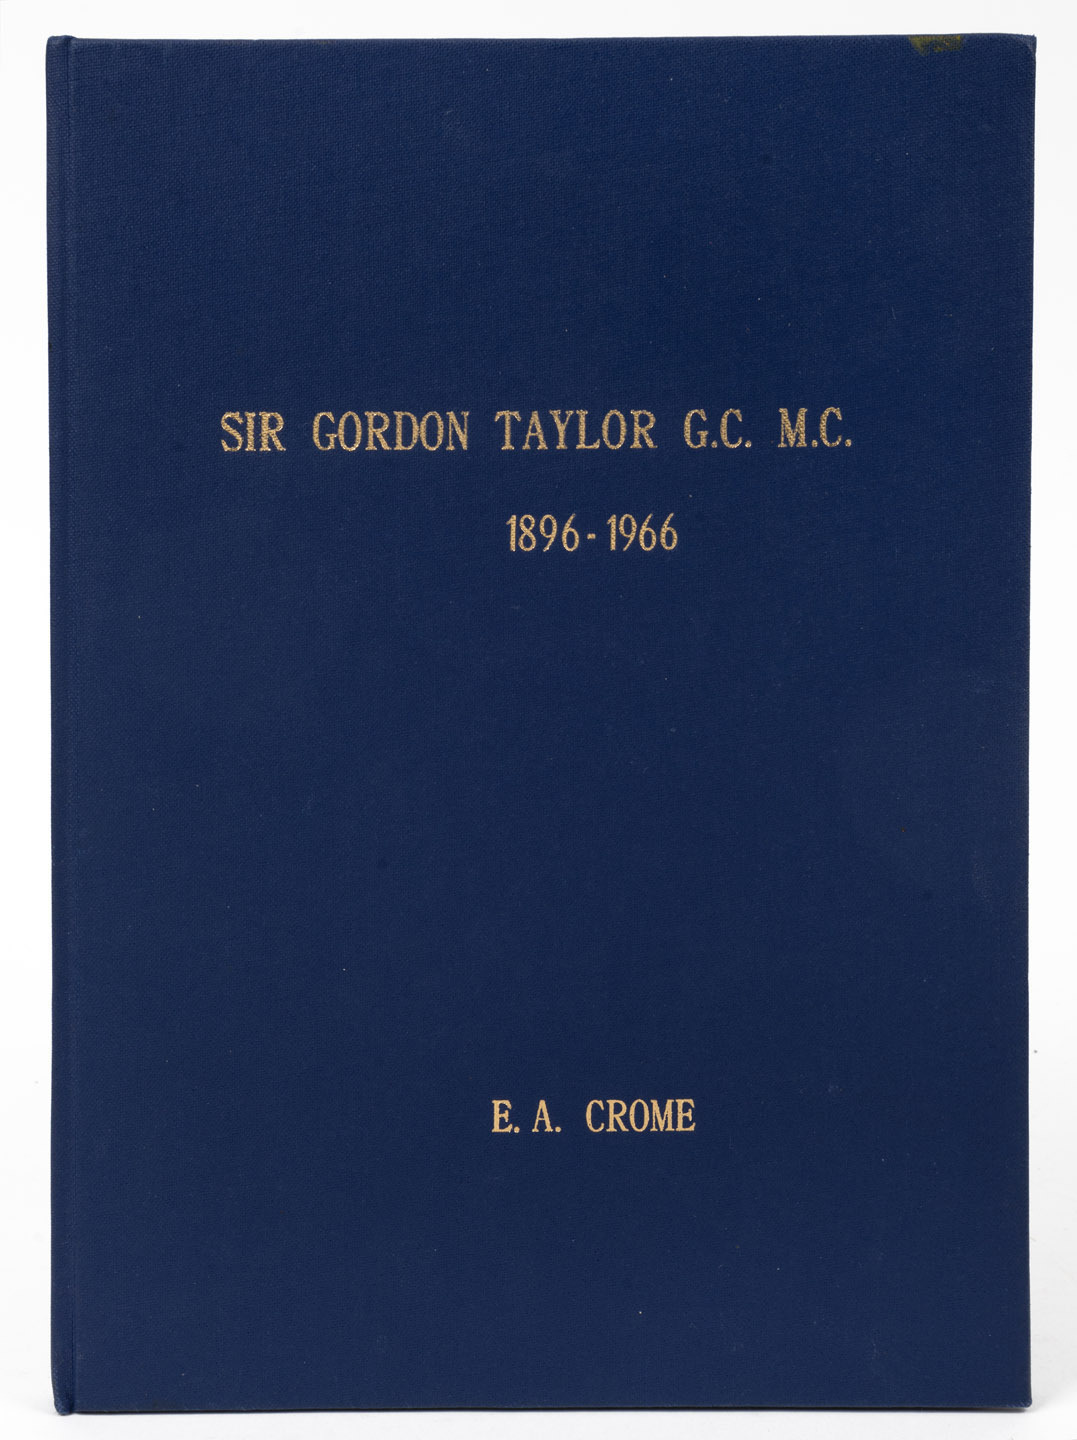 SIR GORDON TAYLOR G.C. M.C.
1896-1966
E. A. CROME